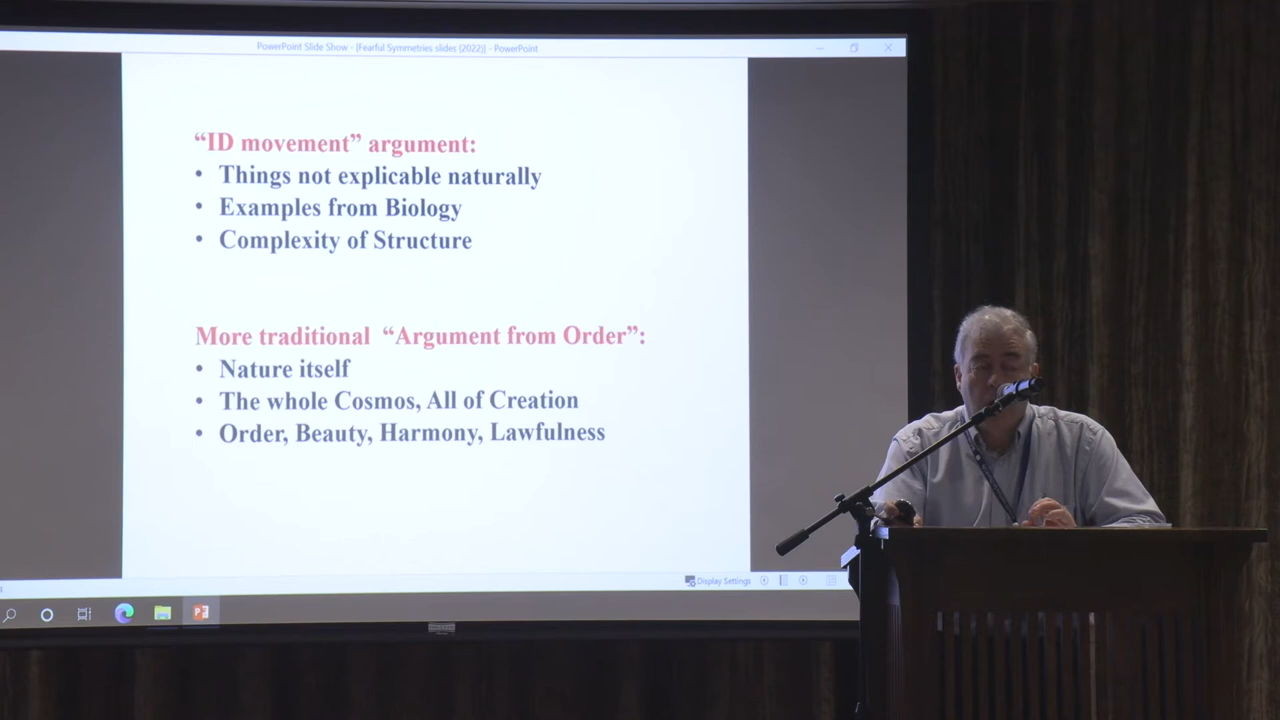 PowerPoint Slide Show - [Fearful Symmetries slides (2022)] - PowerPoint
“ID movement” argument:
• Things not explicable naturally
• Examples from Biology
• Complexity of Structure
More traditional “Argument from Order”:
• Nature itself
• The whole Cosmos, All of Creation
• Order, Beauty, Harmony, Lawfulness
Display Settings